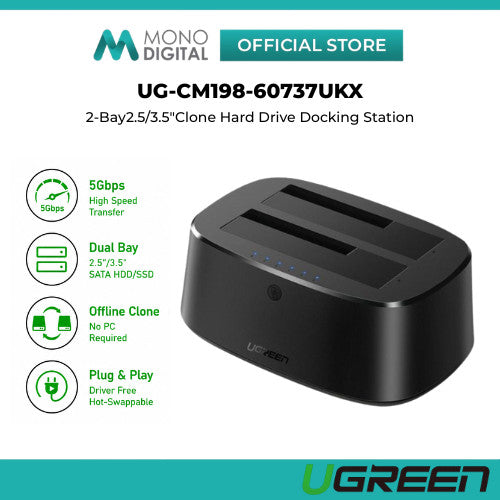 MONO
DIGITAL
OFFICIAL STORE
UG-CM198-60737UKX
2-Bay2.5/3.5"Clone Hard Drive Docking Station
5Gbps
5Gbps
High Speed
Transfer
Dual Bay
2.5"/3.5"
SATA HDD/SSD
Offline Clone
No PC
Required
Plug & Play
Driver Free
Hot-Swappable
UGREEN
UGREEN